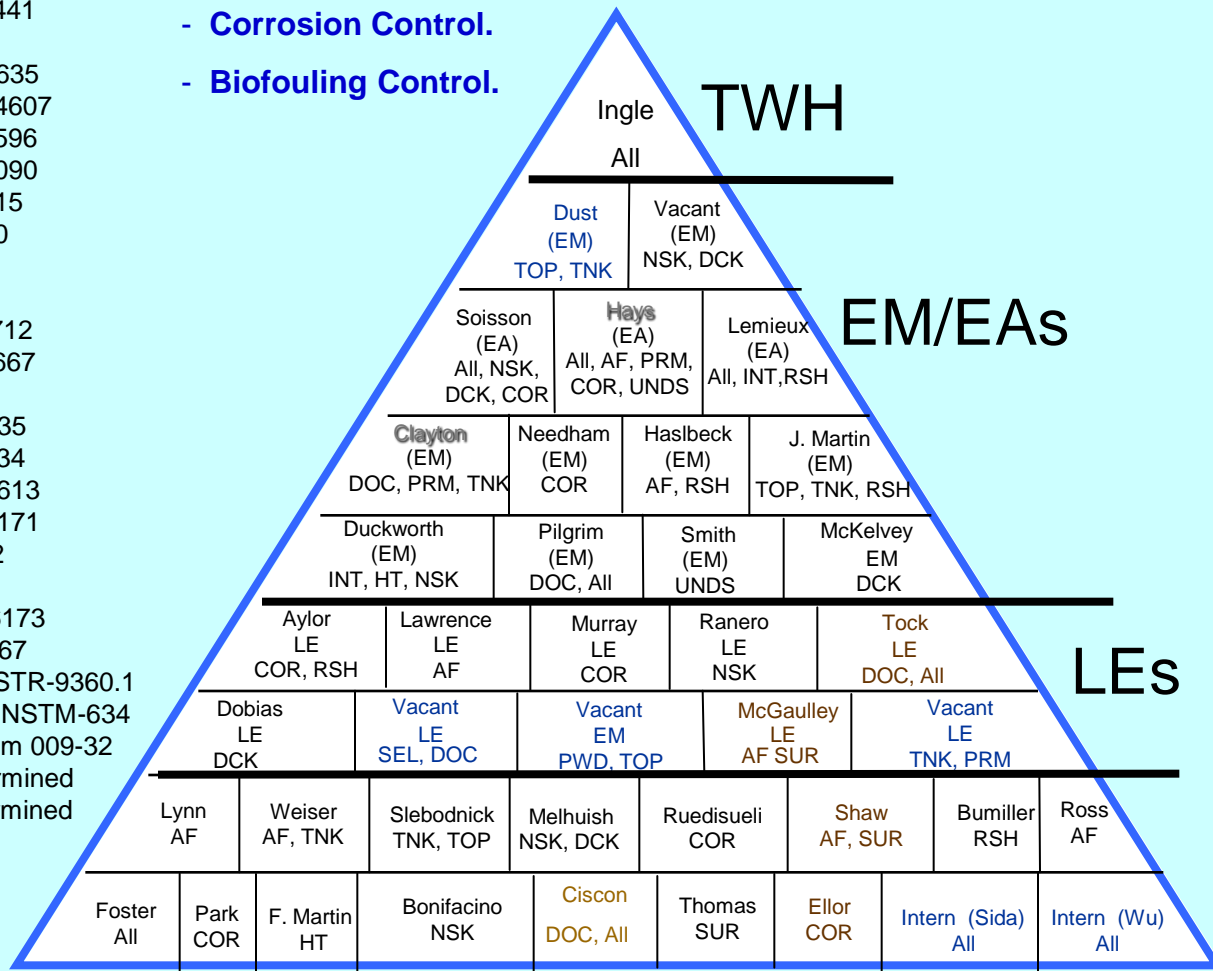 441
- Corrosion Control.
635
- Biofouling Control.
4607
596
090
15
0
712
667
35
34
613
171
2
6173
67
STR-9360.1
NSTM-634
m 009-32
rmined
rmined
Ingle
All
TWH
Dust
(EM)
TOP, TNK
Vacant
(EM)
NSK, DCK
EM/EAs
Soisson
(EA)
All, NSK,
DCK, COR
Hays
(EA)
All, AF, PRM,
COR, UNDS
Lemieux
(EA)
All, INT,RSH
Clayton
(EM)
DOC, PRM, TNK
Needham
(EM)
COR
Haslbeck
(EM)
AF, RSH
J. Martin
(EM)
TOP, TNK, RSH
Duckworth
(EM)
INT, HT, NSK
Pilgrim
(EM)
DOC, All
Smith
(EM)
UNDS
McKelvey
EM
DCK
LEs
Aylor
LE
COR, RSH
Lawrence
LE
AF
Murray
LE
COR
Ranero
LE
NSK
Tock
LE
DOC, All
Dobias
LE
DCK
Vacant
LE
SEL, DOC
Vacant
EM
PWD, TOP
McGaulley
LE
AF SUR
Vacant
LE
TNK, PRM
Lynn
AF
Weiser
AF, TNK
Slebodnick
TNK, TOP
Melhuish
NSK, DCK
Ruedisueli
COR
Shaw
AF, SUR
Bumiller
RSH
Ross
AF
Foster
All
Park
COR
F. Martin
HT
Bonifacino
NSK
Ciscon
DOC, All
Thomas
SUR
Ellor
COR
Intern (Sida)
All
Intern (Wu)
All